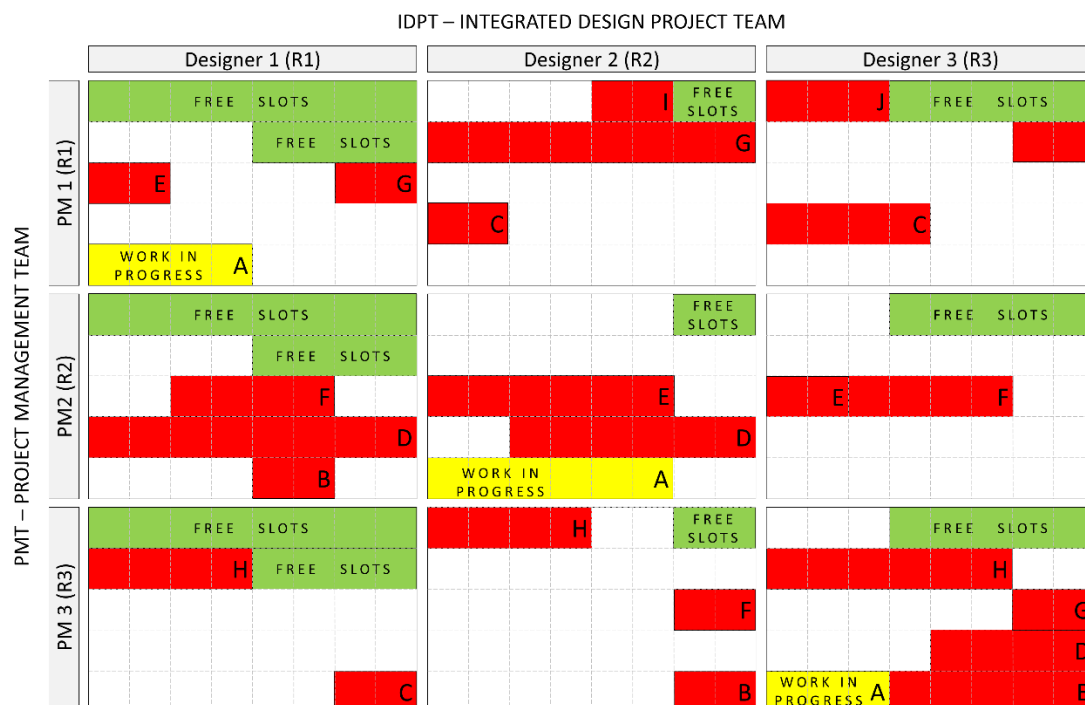 IDPT – INTEGRATED DESIGN PROJECT TEAM
Designer 1 (R1)
Designer 2 (R2)
Designer 3 (R3)
PMT – PROJECT MANAGEMENT TEAM
PM 1 (R1)
FREE SLOTS
I
FREE
SLOTS
J
FREE SLOTS
FREE SLOTS
G
E
G
C
C
WORK IN
PROGRESS
A
PM2 (R2)
FREE SLOTS
FREE
SLOTS
FREE SLOTS
FREE SLOTS
F
E
E
F
D
D
B
WORK IN
PROGRESS
A
PM 3 (R3)
FREE SLOTS
H
FREE
SLOTS
FREE SLOTS
H
FREE SLOTS
H
F
G
D
C
B
WORK IN
PROGRESS
A